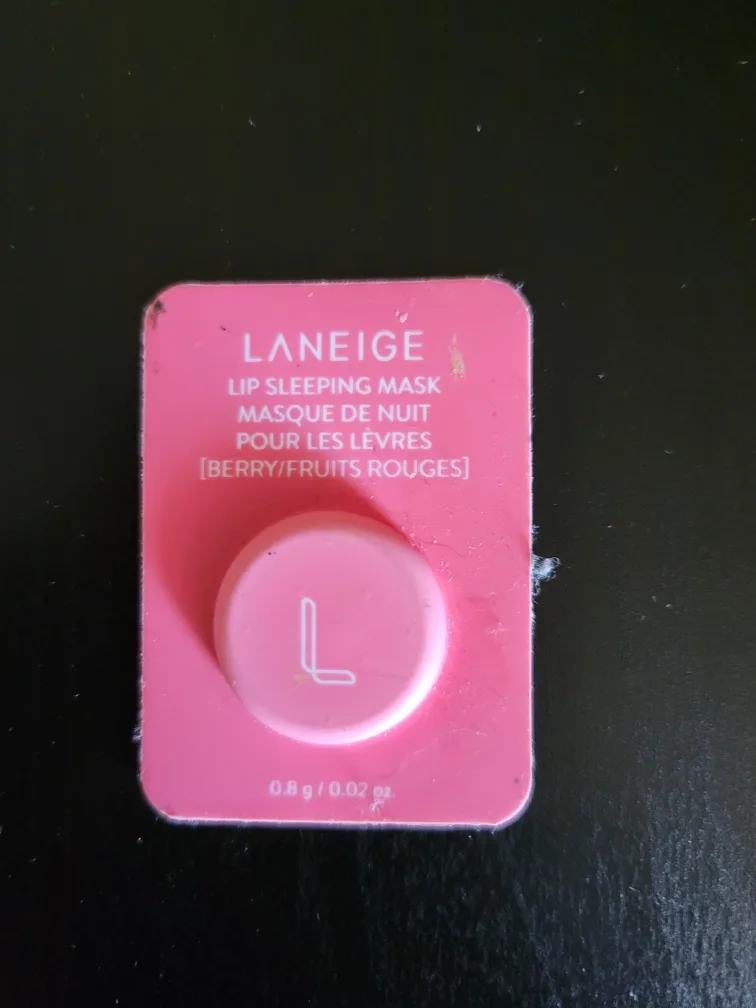 LANEIGE
LIP SLEEPING MASK
MASQUE DE NUIT
POUR LES LÈVRES
[BERRY/FRUITS ROUGES]
L
0.8 g / 0.02 oz.